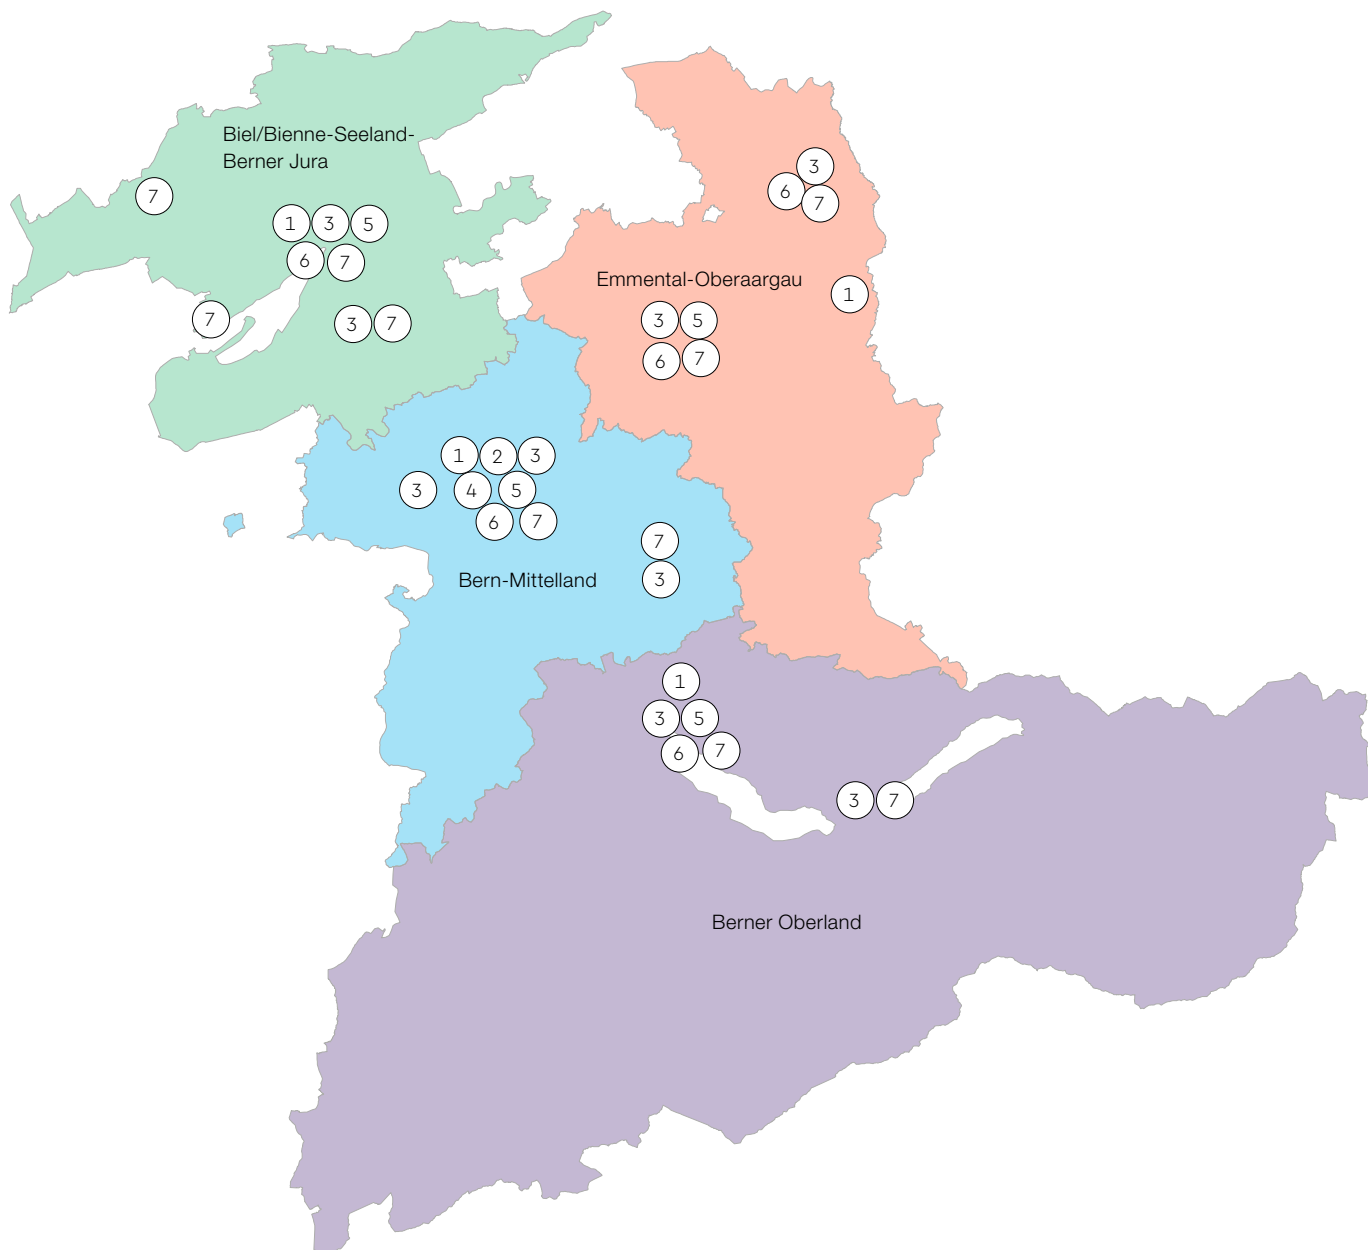 Biel/Bienne-Seeland-
Berner Jura
7
1 3 5
6 7
7
3 7
3
6 7
Emmental-Oberaargau
1
3 5
6 7
1 2 3
3 4 5
6 7
7
3
Bern-Mittelland
1
3 5
6 7
3 7
Berner Oberland